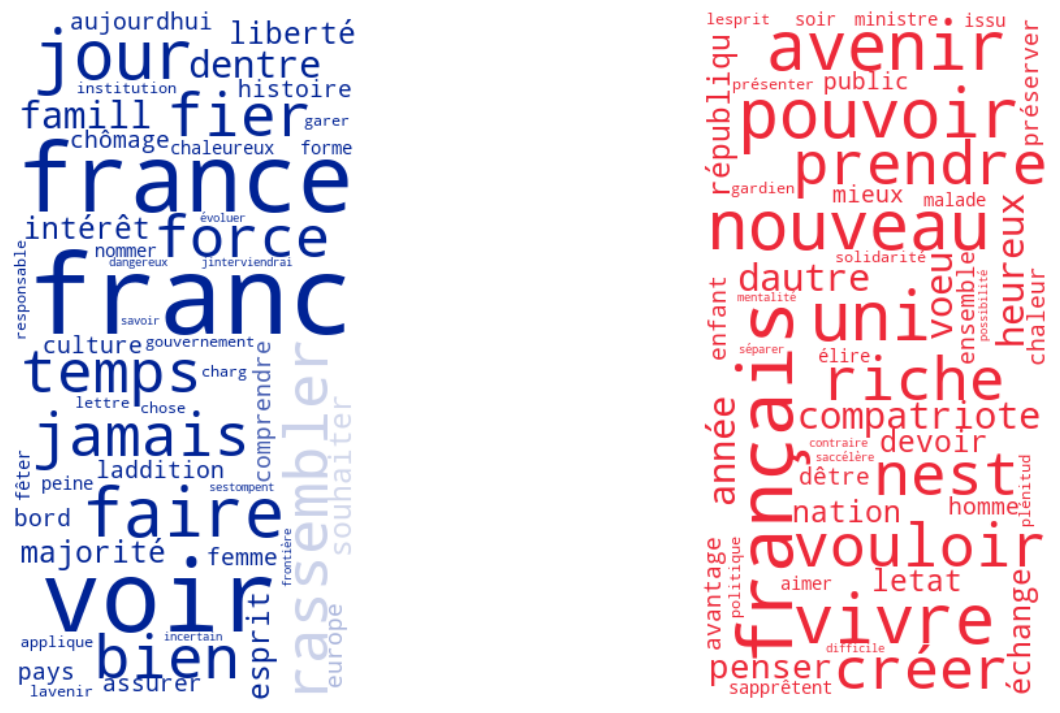 aujourdhui
jour
liberté
dentre
institution
histoire
famill
fier
garer
chômage
chaleureux
forme
france
intérêt
évoluer
force
nommer
dangereux
jinterviendrai
responsable
franc
savoir
culture
gouvernement
temps
charg
lettre
chose
comprendre
rassembler
souhaiter
jamais
laddition
fêter
peine
sestompent
bord
faire
majorité
femme
frontière
voir
esprit
europe
applique
incertain
bien
pays
assurer
lavenir
lesprit
soir
ministre
issu
avenir
républiqu
présenter
public
préserver
pouvoir
prendre
gardien
mieux
malade
nouveau
heureux
solidarité
dautre
voeu
ensemble
possibilité
chaleur
enfant
mentalité
uni
séparer
élire
français
riche
année
compatriote
contraire
devoir
saccélère
dêtre
nest
plénitud
nation
homme
vouloir
avantage
politique
aimer
letat
échange
vivre
difficile
penser
créer
sapprêtent